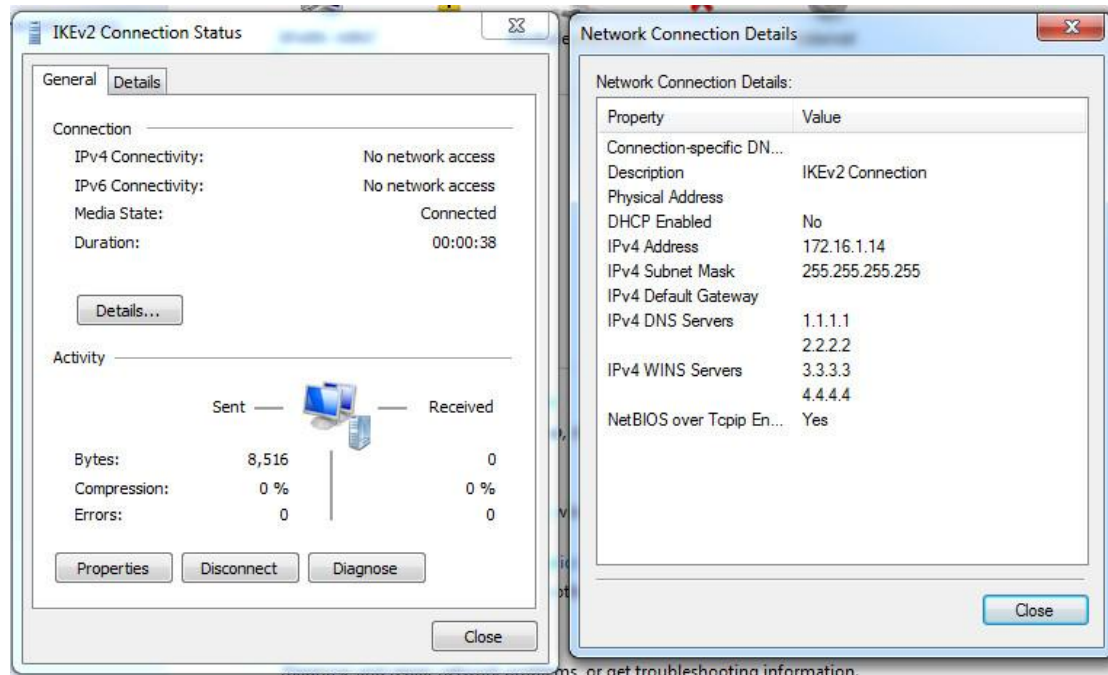 IKEv2 Connection Status
General Details
Connection
IPv4 Connectivity: No network access
IPv6 Connectivity: No network access
Media State: Connected
Duration: 00:00:38
Details...
Activity
Sent Received
Bytes: 8,516 0
Compression: 0 % 0 %
Errors: 0 0
Properties Disconnect Diagnose
Close
Network Connection Details
Network Connection Details:
Property Value
Connection-specific DN...
Description IKEv2 Connection
Physical Address
DHCP Enabled No
IPv4 Address 172.16.1.14
IPv4 Subnet Mask 255.255.255.255
IPv4 Default Gateway
IPv4 DNS Servers 1.1.1.1
2.2.2.2
IPv4 WINS Servers 3.3.3.3
4.4.4.4
NetBIOS over Tcpip En... Yes
Close
or get troubleshooting information.